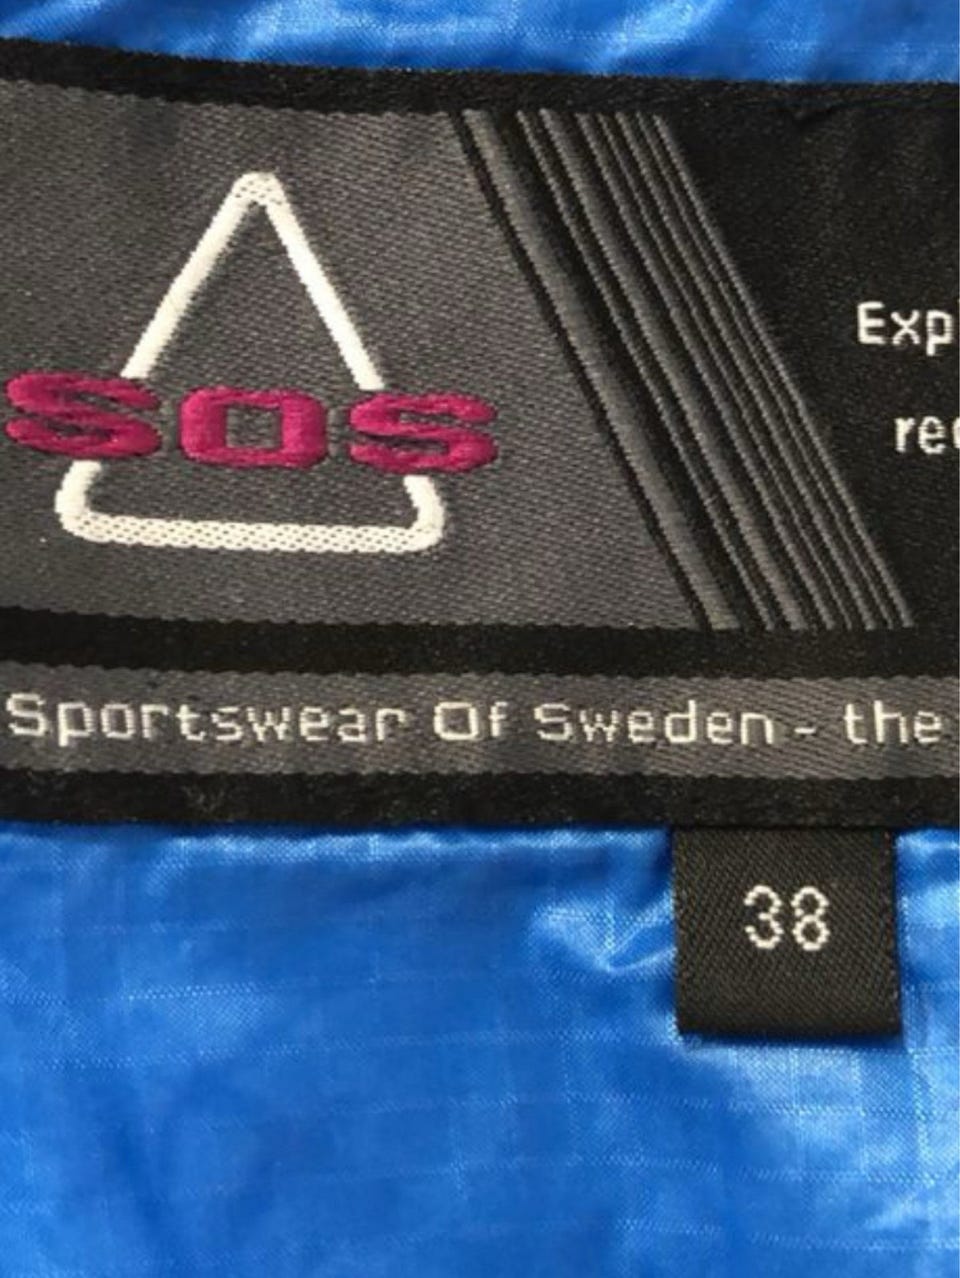 SOS
Exp
rec
Sportswear Of Sweden - the
38